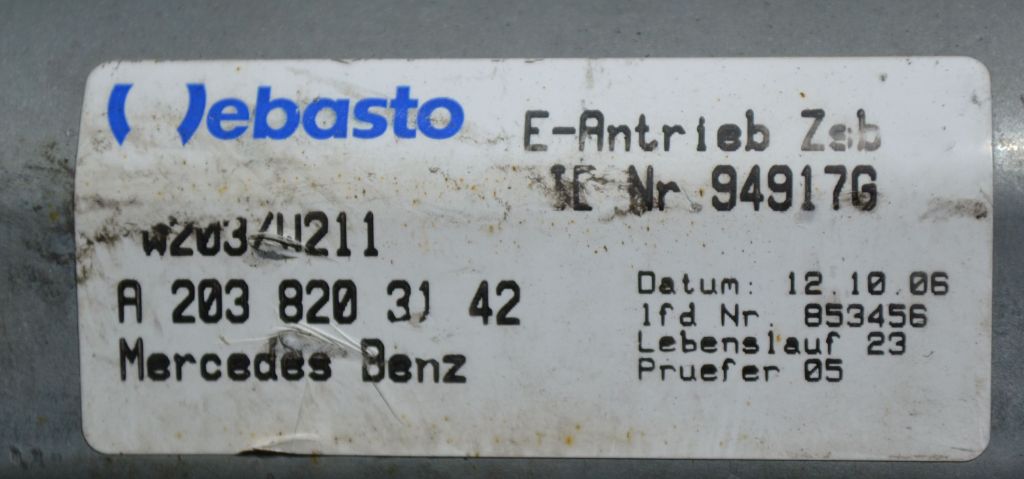 Webasto
E-Antrieb Zsb
ID Nr 94917G
W203/W211
A 203 820 31 42
Mercedes Benz
Datum: 12.10.06
lfd Nr. 853456
Lebenslauf 23
Pruefer 05